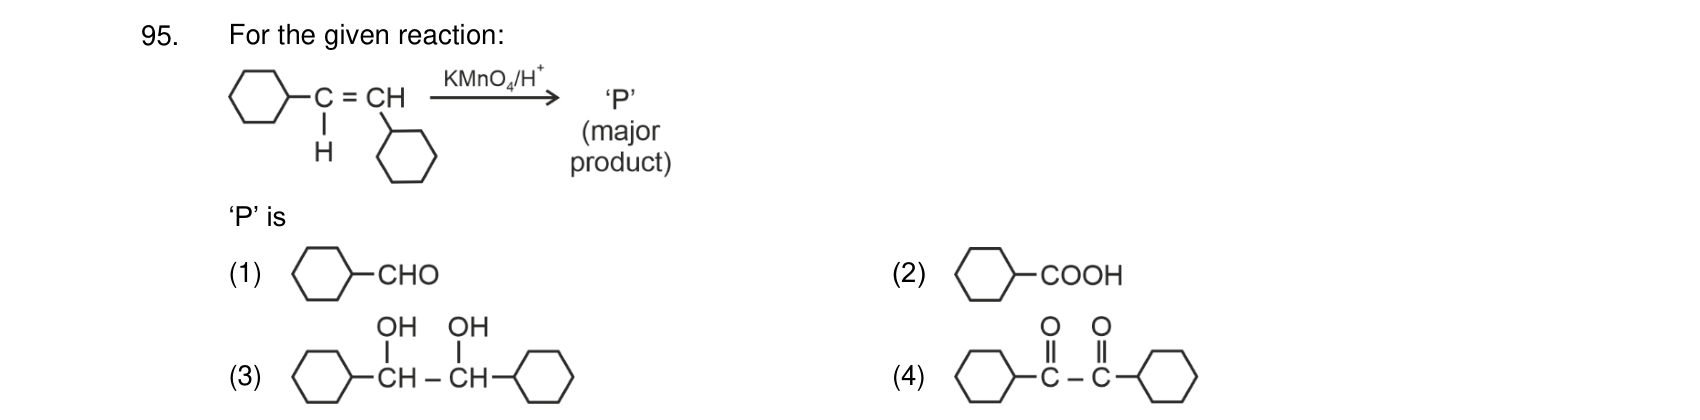 95. For the given reaction:
KMnO₄/H⁺
C = CH
H
'P'
(major
product)
'P' is
(1) CHO
(2) COOH
OH OH
(3) CH – CH
O O
(4) C – C